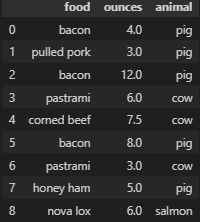 food ounces animal
0 bacon 4.0 pig
1 pulled pork 3.0 pig
2 bacon 12.0 pig
3 pastrami 6.0 cow
4 corned beef 7.5 cow
5 bacon 8.0 pig
6 pastrami 3.0 cow
7 honey ham 5.0 pig
8 nova lox 6.0 salmon